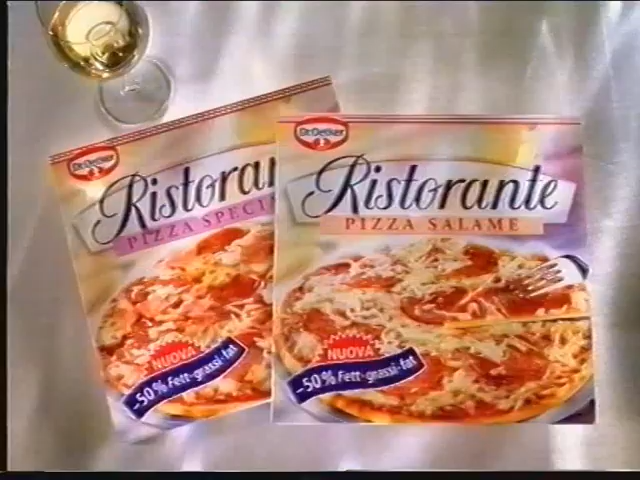 Dr.Oetker
Ristora
PIZZA SPECI
NUOVA
-50% Fett-grassi-fat
Dr.Oetker
Ristorante
PIZZA SALAME
NUOVA
-50% Fett-grassi-fat